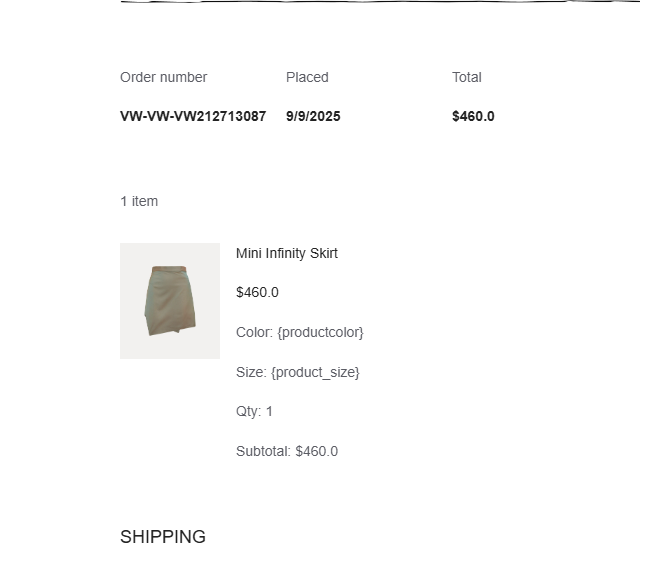 Order number Placed Total
VW-VW-VW212713087 9/9/2025 $460.0
1 item
Mini Infinity Skirt
$460.0
Color: {productcolor}
Size: {product_size}
Qty: 1
Subtotal: $460.0
SHIPPING